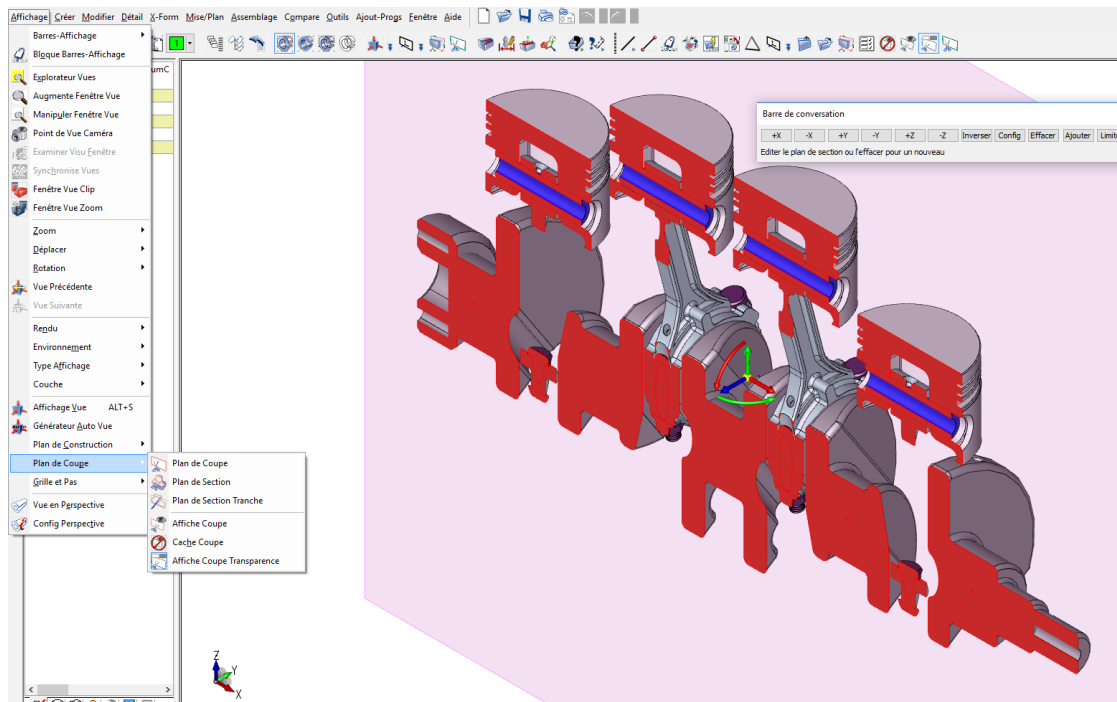 Affichage Créer Modifier Détail X-Form Mise/Plan Assemblage Compare Outils Ajout-Progs Fenêtre Aide
Barres-Affichage
Bloque Barres-Affichage
Explorateur Vues
Augmente Fenêtre Vue
Manipuler Fenêtre Vue
Point de Vue Caméra
Examiner Visu Fenêtre
Synchronise Vues
Fenêtre Vue Clip
Fenêtre Vue Zoom
Zoom
Déplacer
Rotation
Vue Précédente
Vue Suivante
Rendu
Environnement
Type Affichage
Couche
Affichage Vue ALT+S
Générateur Auto Vue
Plan de Construction
Plan de Coupe
Grille et Pas
Vue en Perspective
Config Perspective
Plan de Coupe
Plan de Section
Plan de Section Tranche
Affiche Coupe
Cache Coupe
Affiche Coupe Transparence
1
umC
Barre de conversation
+X -X +Y -Y +Z -Z Inverser Config Effacer Ajouter Limit
Editer le plan de section ou l'effacer pour un nouveau
Z
Y
X